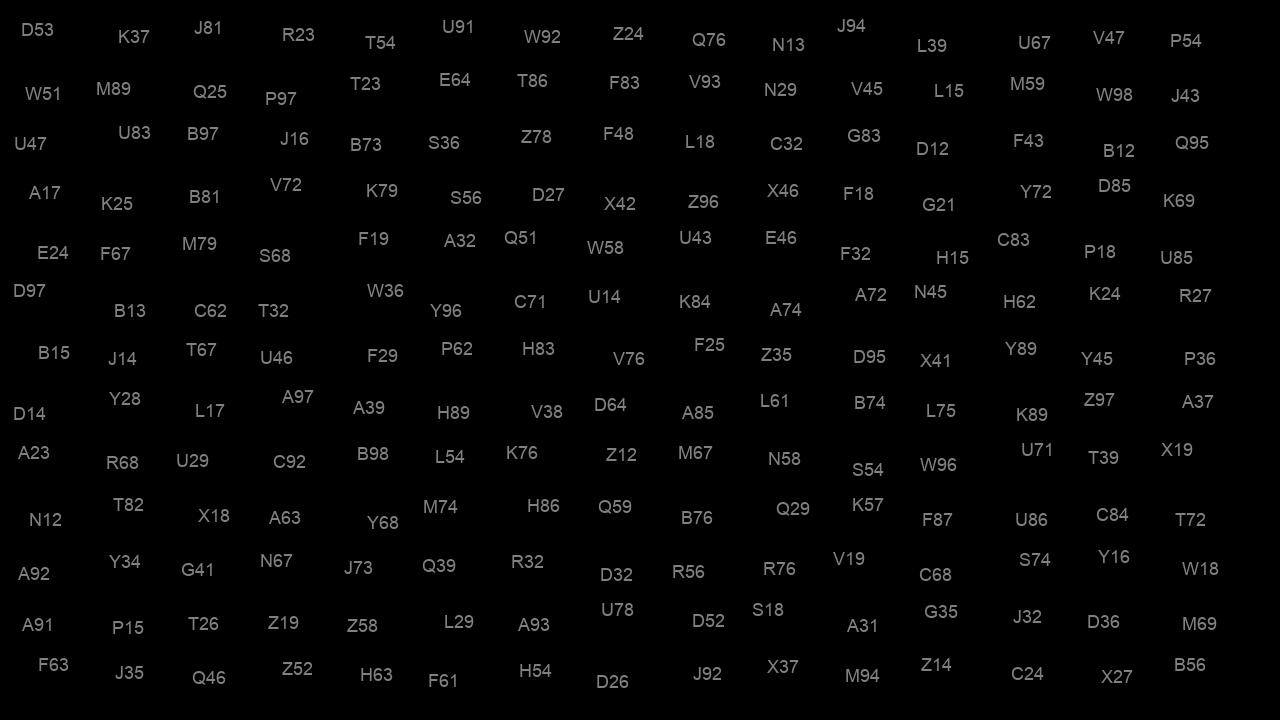 D53 K37 J81 R23 T54 U91 W92 Z24 Q76 N13 J94 L39 U67 V47 P54
W51 M89 Q25 P97 T23 E64 T86 F83 V93 N29 V45 L15 M59 W98 J43
U47 U83 B97 J16 B73 S36 Z78 F48 L18 C32 G83 D12 F43 B12 Q95
A17 K25 B81 V72 K79 S56 D27 X42 Z96 X46 F18 G21 Y72 D85 K69
E24 F67 M79 S68 F19 A32 Q51 W58 U43 E46 F32 H15 C83 P18 U85
D97 B13 C62 T32 W36 Y96 C71 U14 K84 A74 A72 N45 H62 K24 R27
B15 J14 T67 U46 F29 P62 H83 V76 F25 Z35 D95 X41 Y89 Y45 P36
D14 Y28 L17 A97 A39 H89 V38 D64 A85 L61 B74 L75 K89 Z97 A37
A23 R68 U29 C92 B98 L54 K76 Z12 M67 N58 S54 W96 U71 T39 X19
N12 T82 X18 A63 Y68 M74 H86 Q59 B76 Q29 K57 F87 U86 C84 T72
A92 Y34 G41 N67 J73 Q39 R32 D32 R56 R76 V19 C68 S74 Y16 W18
A91 P15 T26 Z19 Z58 L29 A93 U78 D52 S18 A31 G35 J32 D36 M69
F63 J35 Q46 Z52 H63 F61 H54 D26 J92 X37 M94 Z14 C24 X27 B56